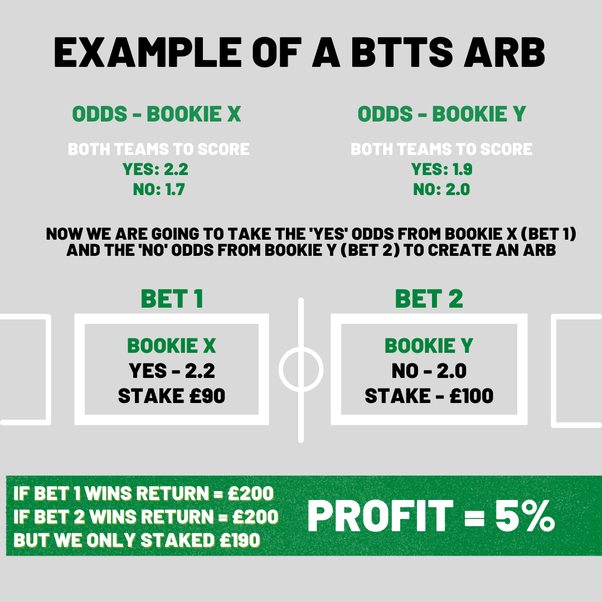 EXAMPLE OF A BTTS ARB
ODDS - BOOKIE X
BOTH TEAMS TO SCORE
YES: 2.2
NO: 1.7
ODDS - BOOKIE Y
BOTH TEAMS TO SCORE
YES: 1.9
NO: 2.0
NOW WE ARE GOING TO TAKE THE 'YES' ODDS FROM BOOKIE X (BET 1)
AND THE 'NO' ODDS FROM BOOKIE Y (BET 2) TO CREATE AN ARB
BET 1
BOOKIE X
YES - 2.2
STAKE £90
BET 2
BOOKIE Y
NO - 2.0
STAKE - £100
IF BET 1 WINS RETURN = £200
IF BET 2 WINS RETURN = £200
BUT WE ONLY STAKED £190
PROFIT = 5%